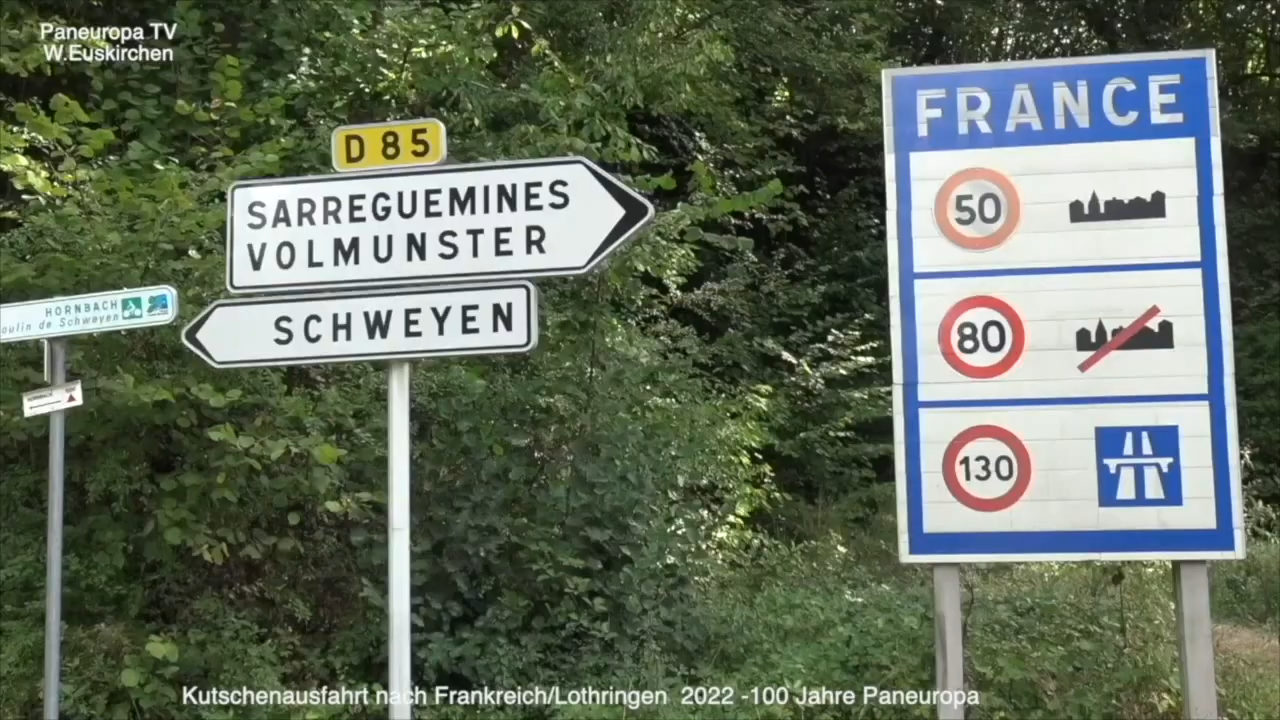 Paneuropa TV
W.Euskirchen
D 85
SARREGUEMINES
VOLMUNSTER
SCHWEYEN
HORNBACH
oulin de Schweyen
FRANCE
50
80
130
Kutschenausfahrt nach Frankreich/Lothringen 2022 -100 Jahre Paneuropa